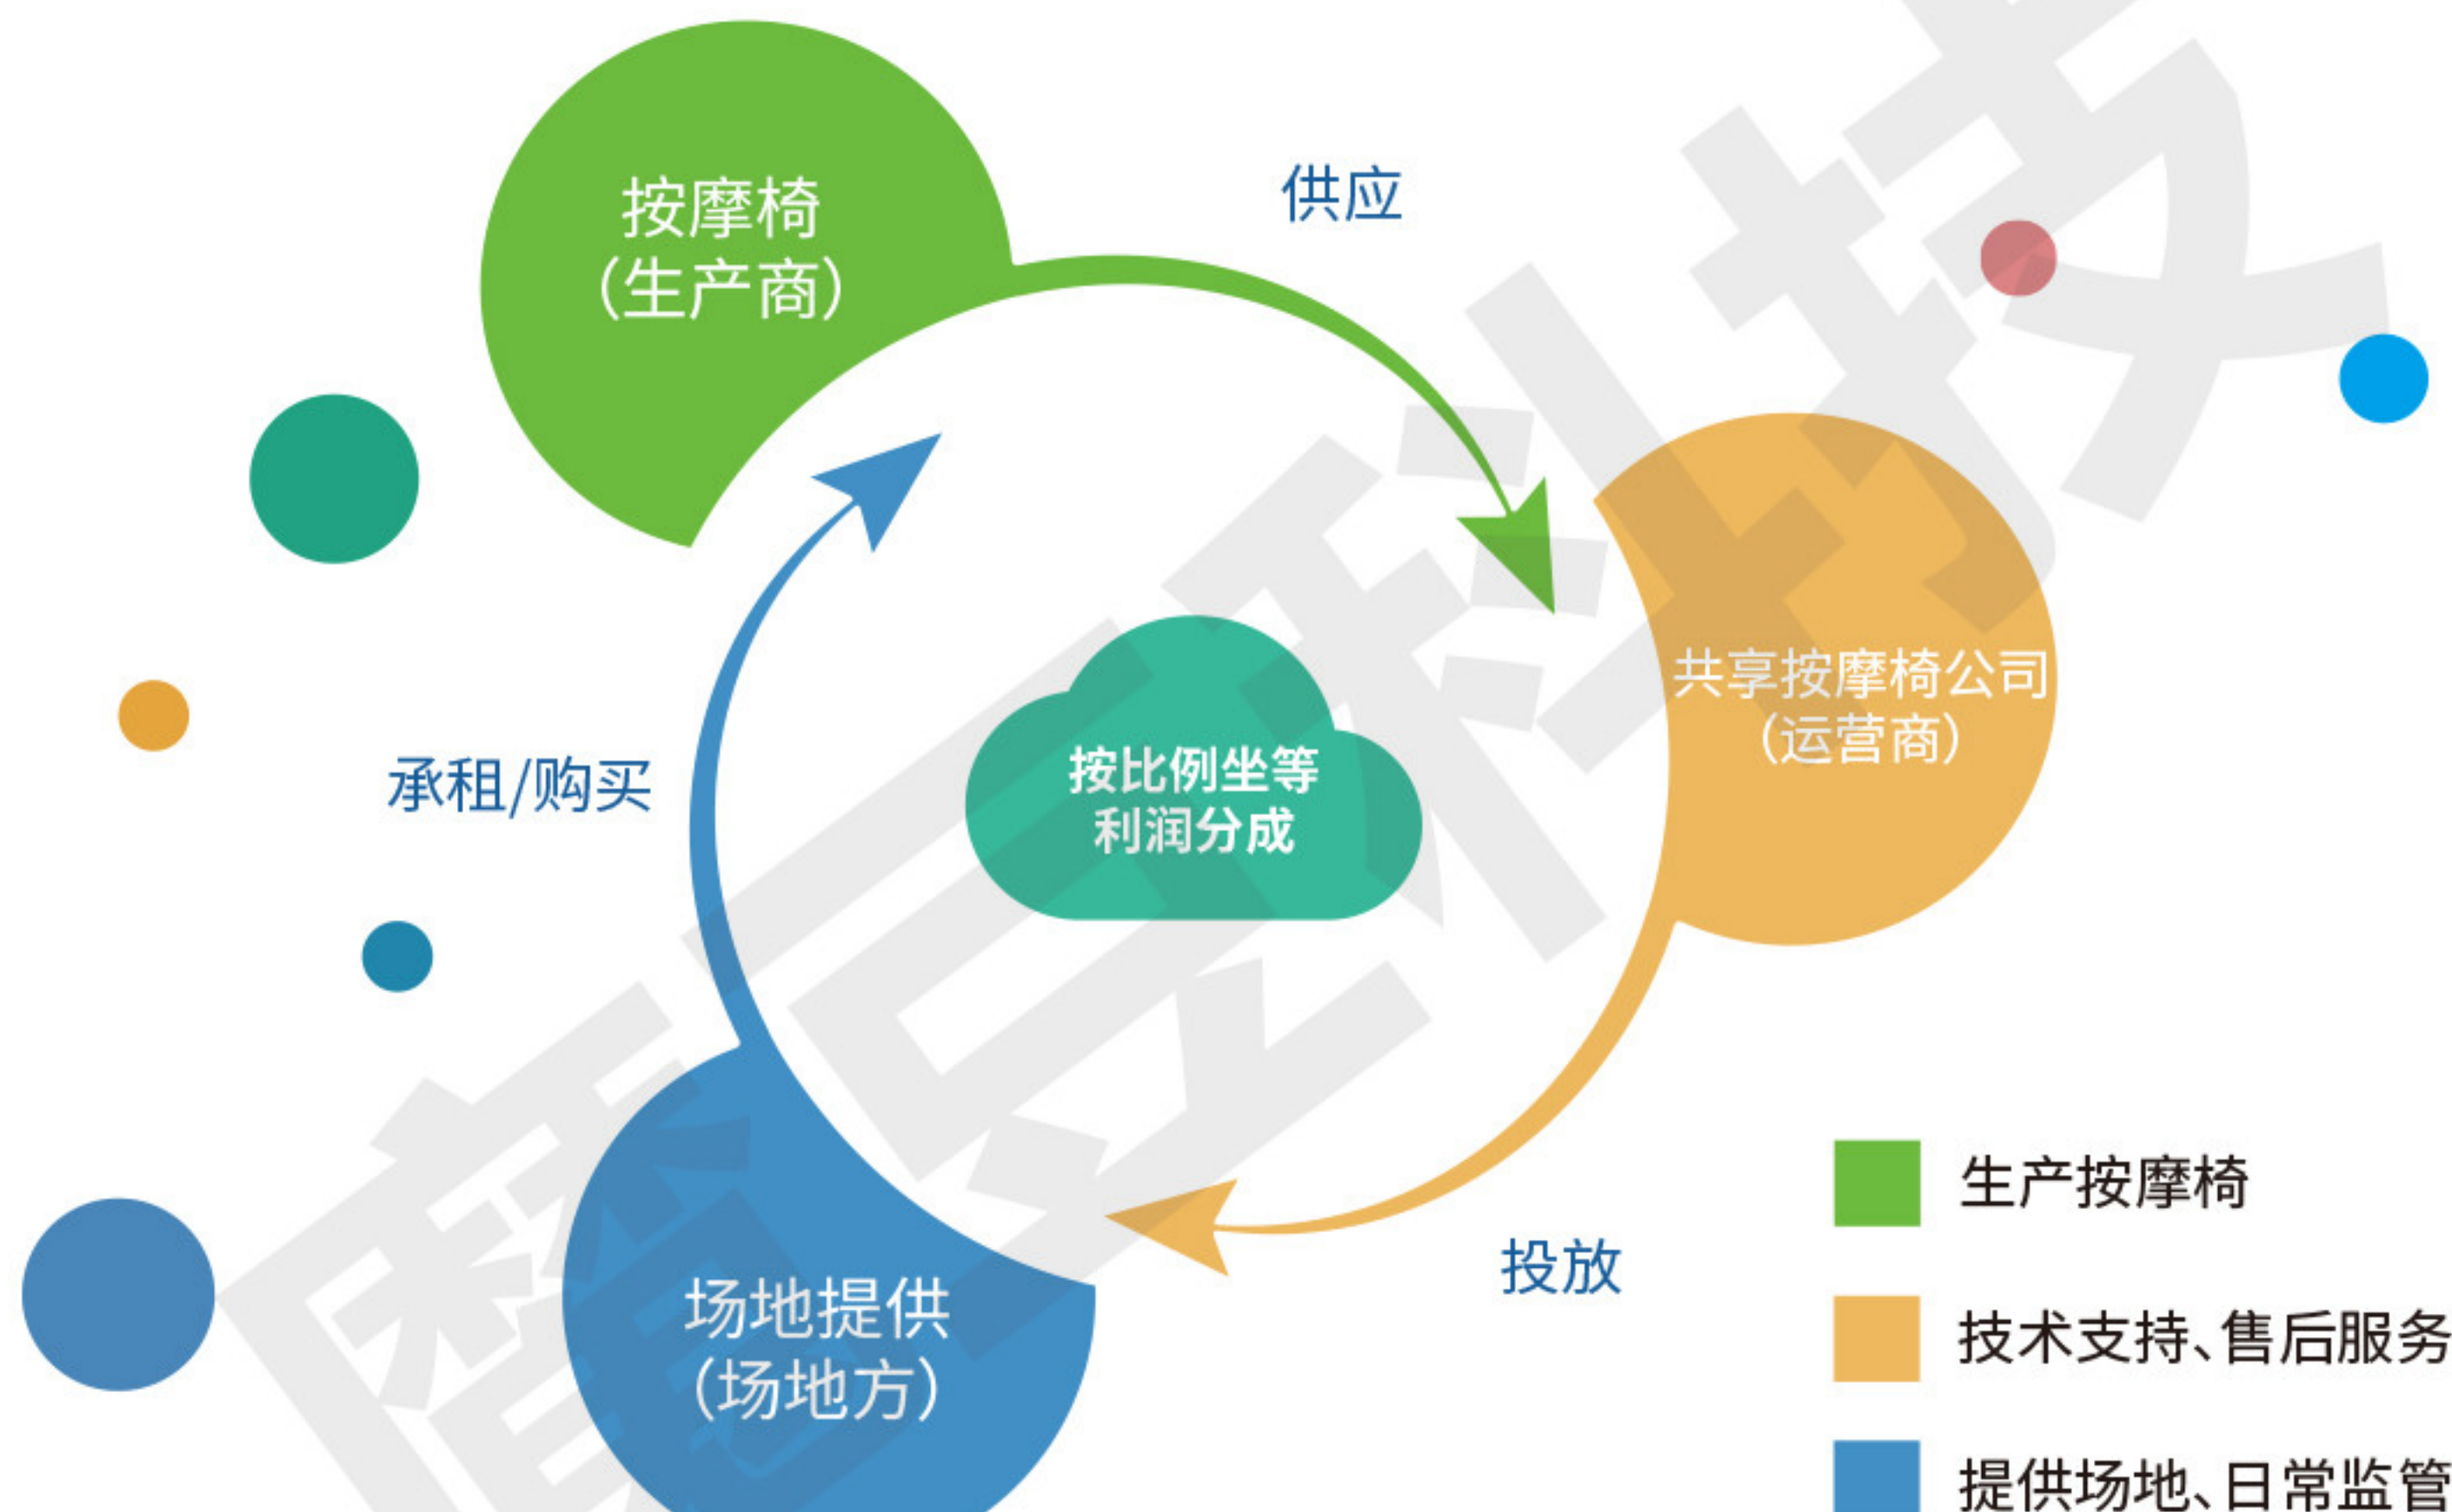 按摩椅
（生产商）
供应
共享按摩椅公司
（运营商）
按比例坐等
利润分成
承租/购买
场地提供
（场地方）
投放
生产按摩椅
技术支持、售后服务
提供场地、日常监管